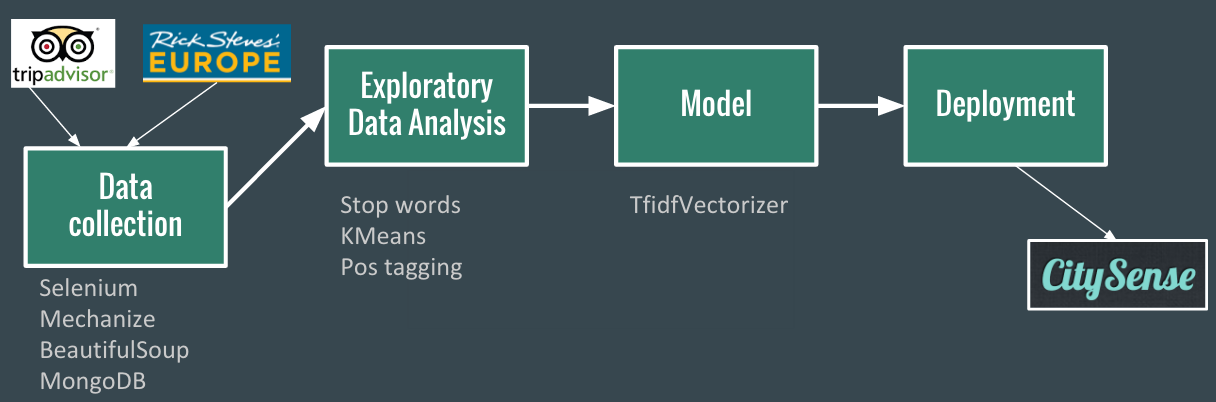 tripadvisor®
Rick Steves'
EUROPE
Data
collection
Selenium
Mechanize
BeautifulSoup
MongoDB
Exploratory
Data Analysis
Stop words
KMeans
Pos tagging
Model
TfidfVectorizer
Deployment
CitySense